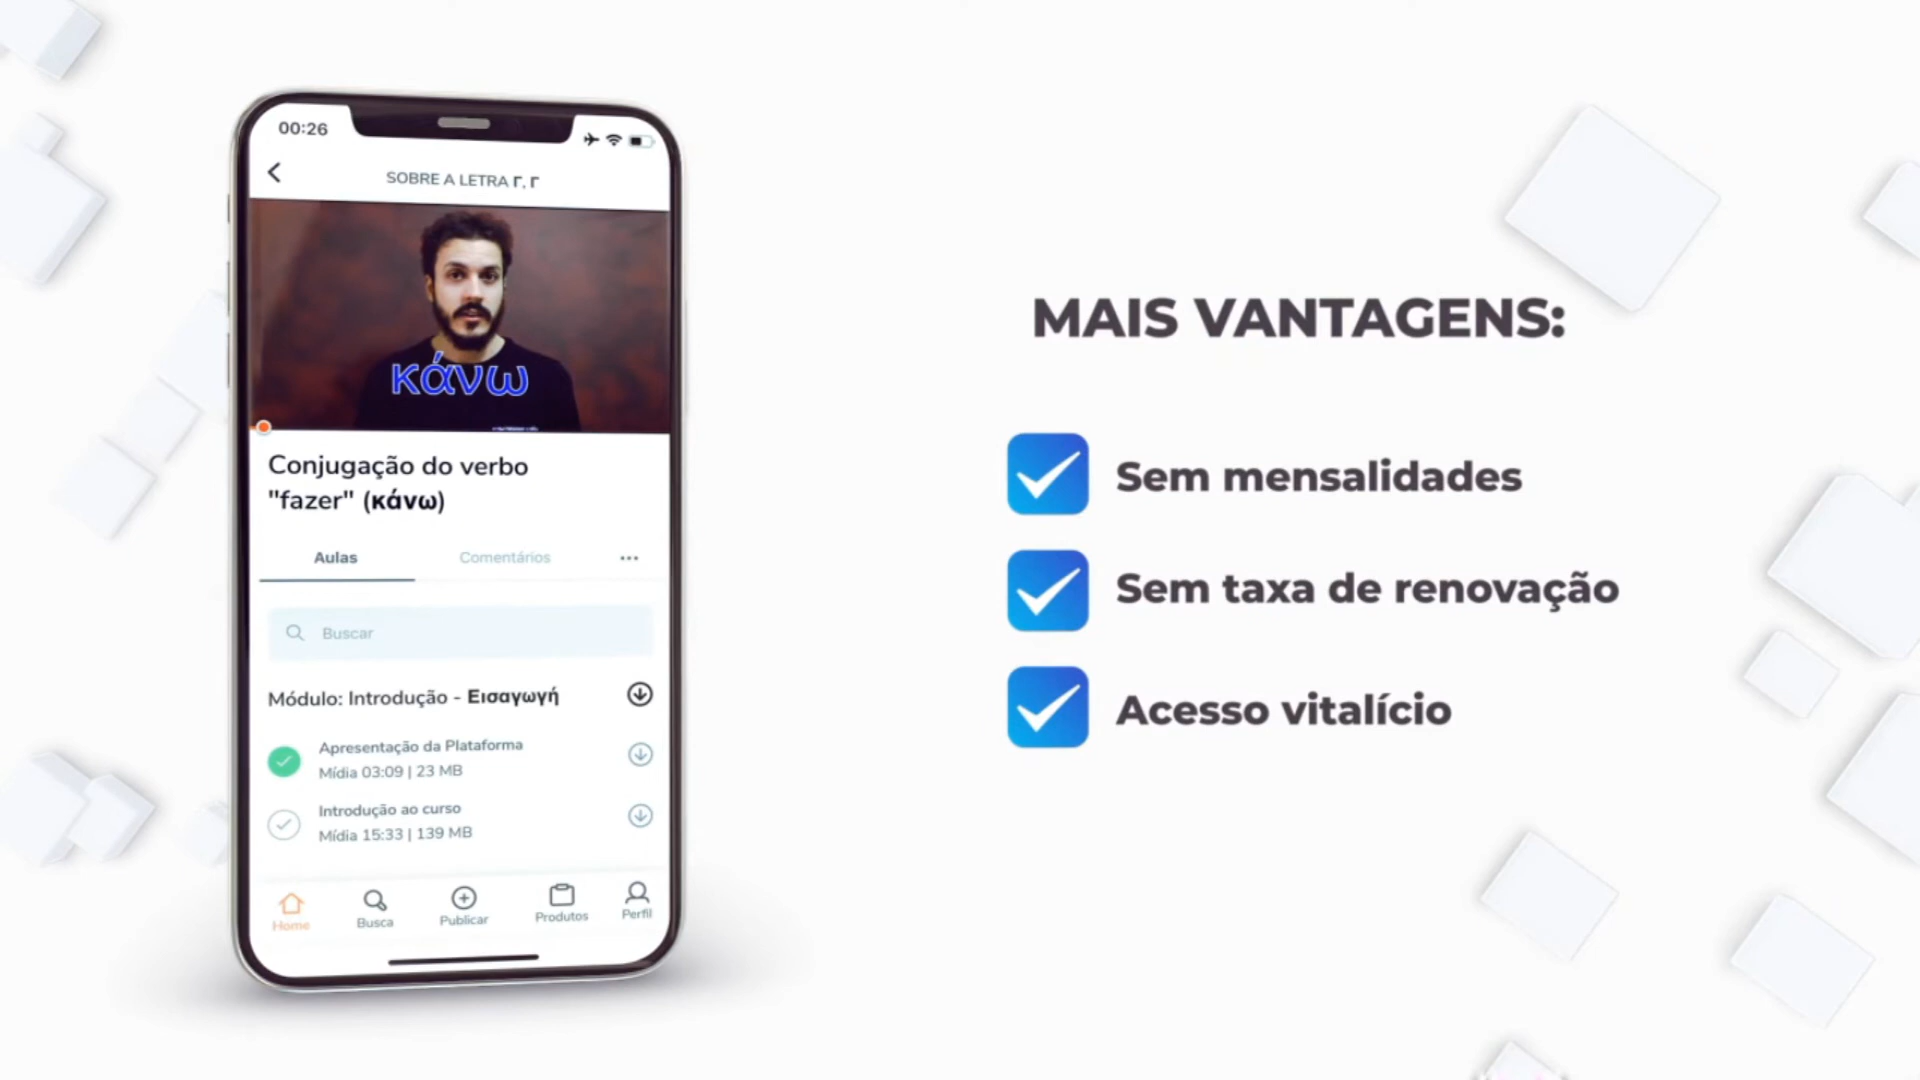 00:26
SOBRE A LETRA Γ, Γ
κάνω
Conjugação do verbo
"fazer" (κάνω)
Aulas
Comentários
Buscar
Módulo: Introdução - Εισαγωγή
Apresentação da Plataforma
Mídia 03:09 | 23 MB
Introdução ao curso
Mídia 15:33 | 139 MB
Home
Busca
Publicar
Produtos
Perfil
MAIS VANTAGENS:
Sem mensalidades
Sem taxa de renovação
Acesso vitalício